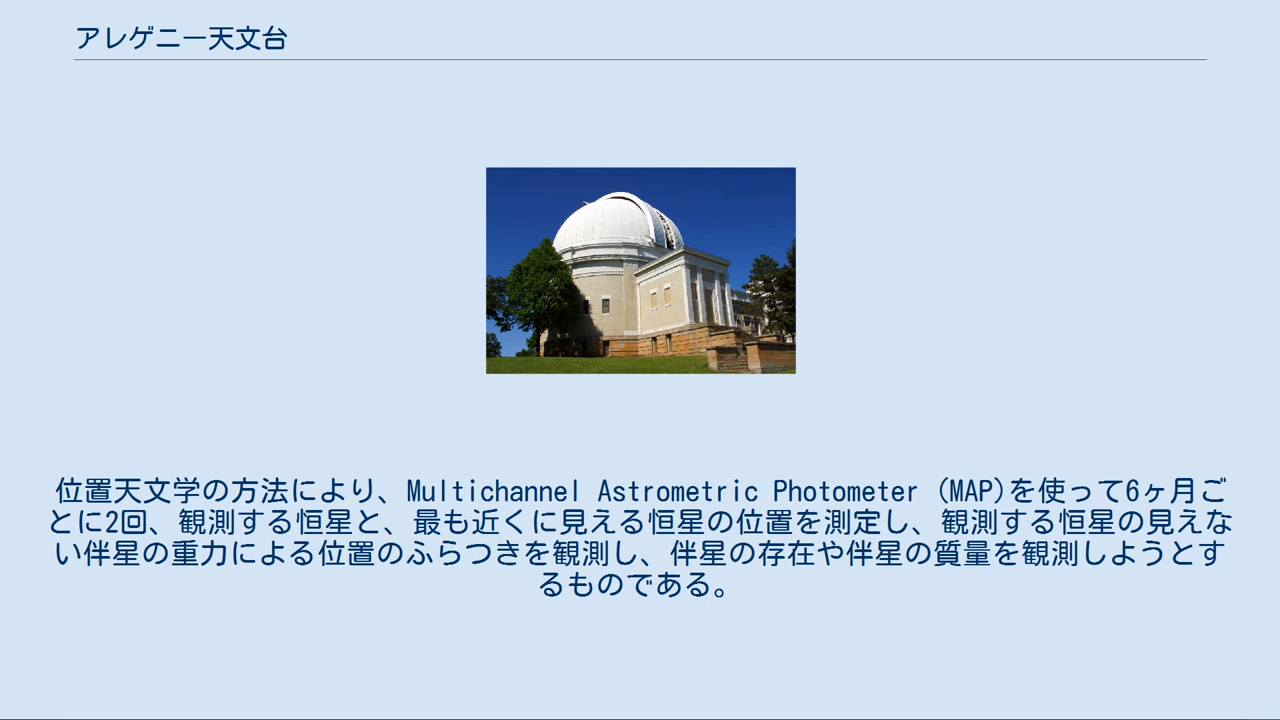 アレゲニー天文台
位置天文学の方法により、Multichannel Astrometric Photometer (MAP)を使って6ヶ月ご
とに2回、観測する恒星と、最も近くに見える恒星の位置を測定し、観測する恒星の見えな
い伴星の重力による位置のふらつきを観測し、伴星の存在や伴星の質量を観測しようとす
るものである。